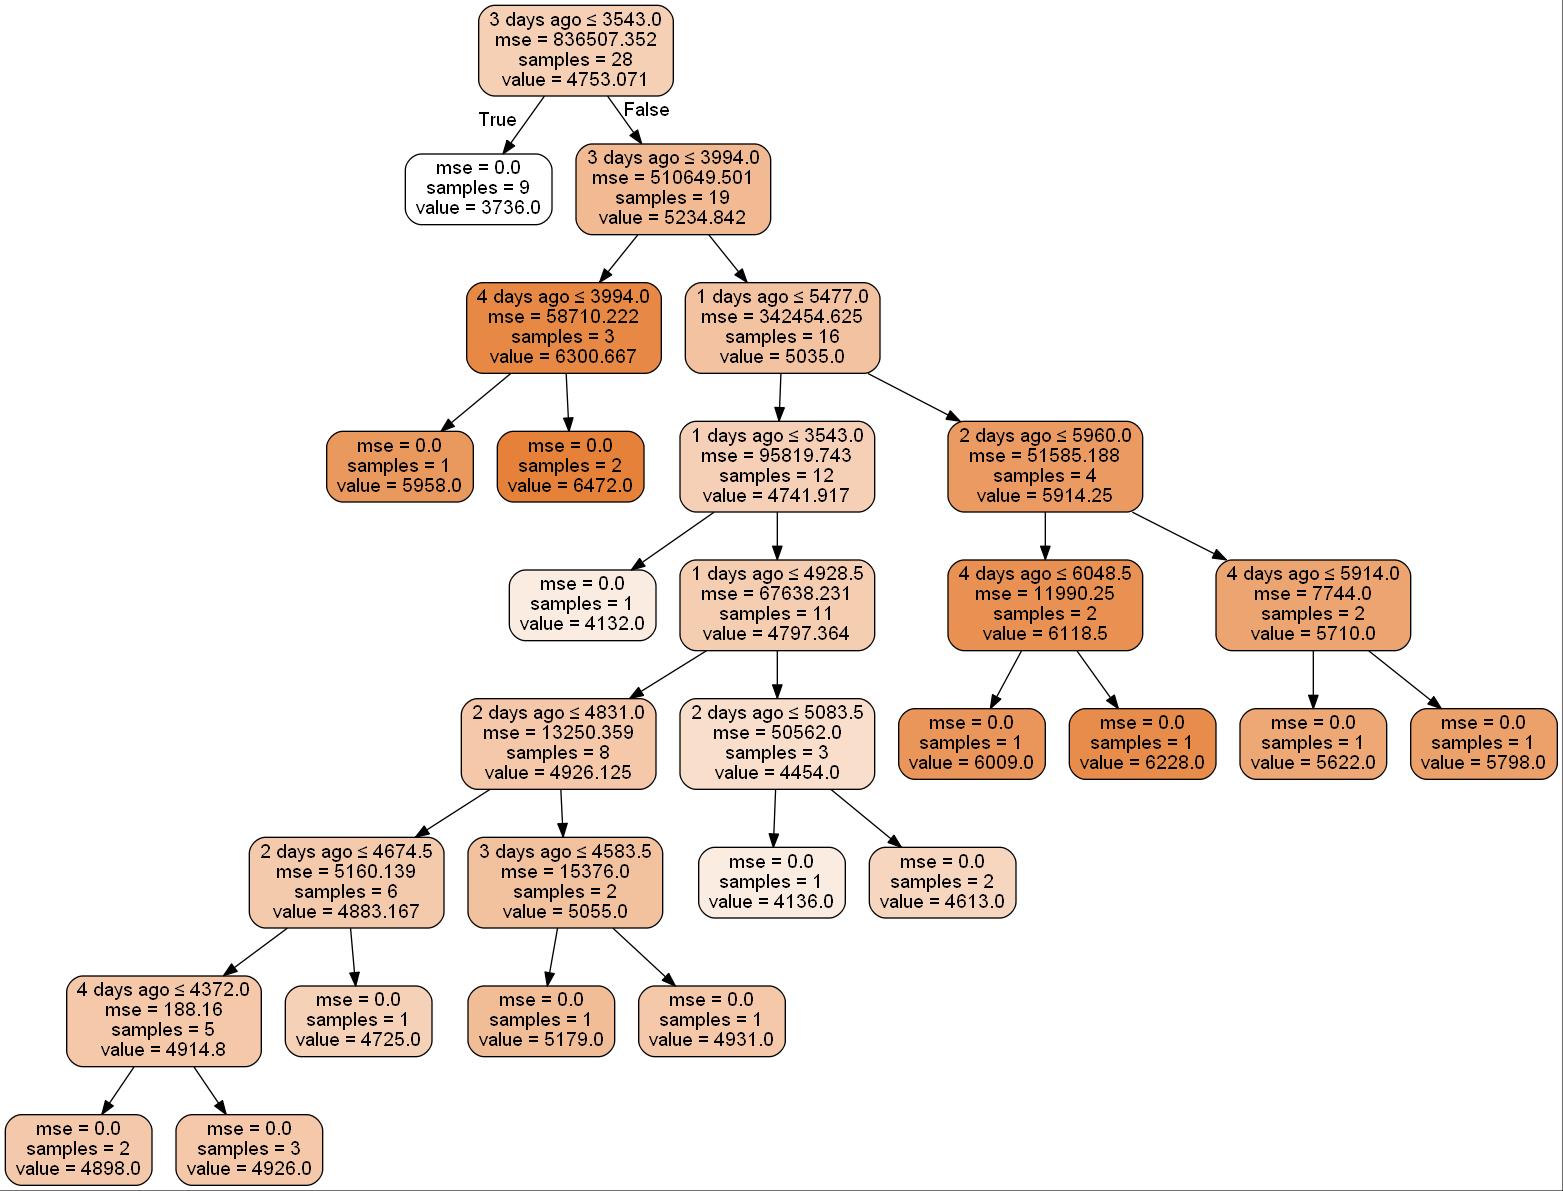 3 days ago ≤ 3543.0
mse = 836507.352
samples = 28
value = 4753.071
True
False
mse = 0.0
samples = 9
value = 3736.0
3 days ago ≤ 3994.0
mse = 510649.501
samples = 19
value = 5234.842
4 days ago ≤ 3994.0
mse = 58710.222
samples = 3
value = 6300.667
1 days ago ≤ 5477.0
mse = 342454.625
samples = 16
value = 5035.0
mse = 0.0
samples = 1
value = 5958.0
mse = 0.0
samples = 2
value = 6472.0
1 days ago ≤ 3543.0
mse = 95819.743
samples = 12
value = 4741.917
2 days ago ≤ 5960.0
mse = 51585.188
samples = 4
value = 5914.25
mse = 0.0
samples = 1
value = 4132.0
1 days ago ≤ 4928.5
mse = 67638.231
samples = 11
value = 4797.364
4 days ago ≤ 6048.5
mse = 11990.25
samples = 2
value = 6118.5
4 days ago ≤ 5914.0
mse = 7744.0
samples = 2
value = 5710.0
2 days ago ≤ 4831.0
mse = 13250.359
samples = 8
value = 4926.125
2 days ago ≤ 5083.5
mse = 50562.0
samples = 3
value = 4454.0
mse = 0.0
samples = 1
value = 6009.0
mse = 0.0
samples = 1
value = 6228.0
mse = 0.0
samples = 1
value = 5622.0
mse = 0.0
samples = 1
value = 5798.0
2 days ago ≤ 4674.5
mse = 5160.139
samples = 6
value = 4883.167
3 days ago ≤ 4583.5
mse = 15376.0
samples = 2
value = 5055.0
mse = 0.0
samples = 1
value = 4136.0
mse = 0.0
samples = 2
value = 4613.0
4 days ago ≤ 4372.0
mse = 188.16
samples = 5
value = 4914.8
mse = 0.0
samples = 1
value = 4725.0
mse = 0.0
samples = 1
value = 5179.0
mse = 0.0
samples = 1
value = 4931.0
mse = 0.0
samples = 2
value = 4898.0
mse = 0.0
samples = 3
value = 4926.0